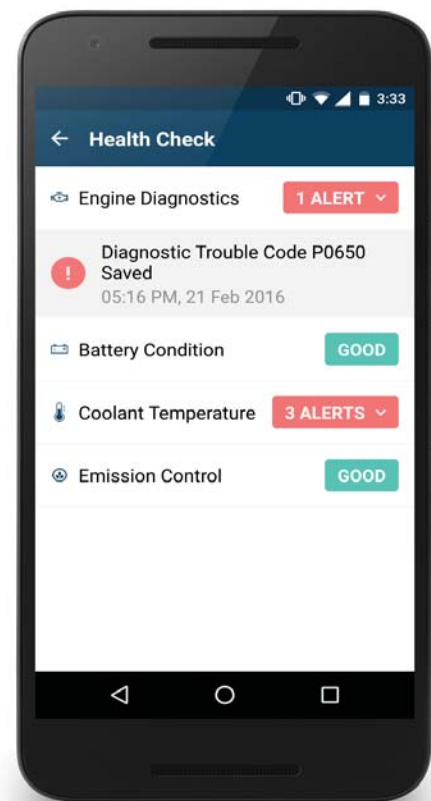 3:33
Health Check
Engine Diagnostics
1 ALERT
Diagnostic Trouble Code P0650
Saved
05:16 PM, 21 Feb 2016
Battery Condition
GOOD
Coolant Temperature
3 ALERTS
Emission Control
GOOD